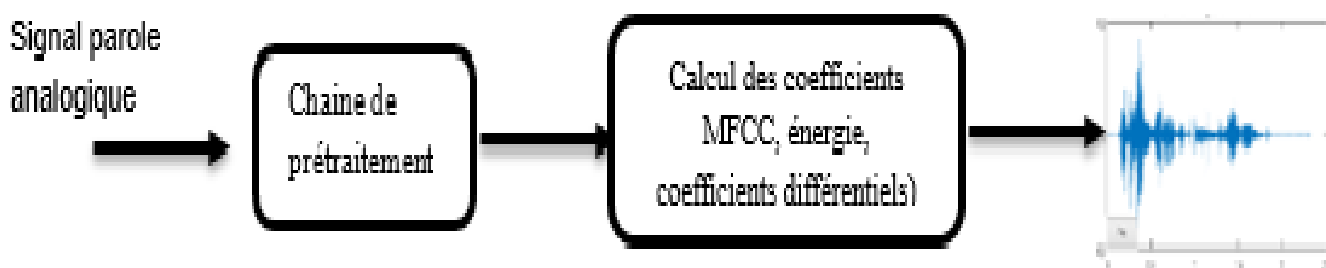 Signal parole
analogique
Chaine de
prétraitement
Calcul des coefficients
MFCC, énergie,
coefficients différentiels)